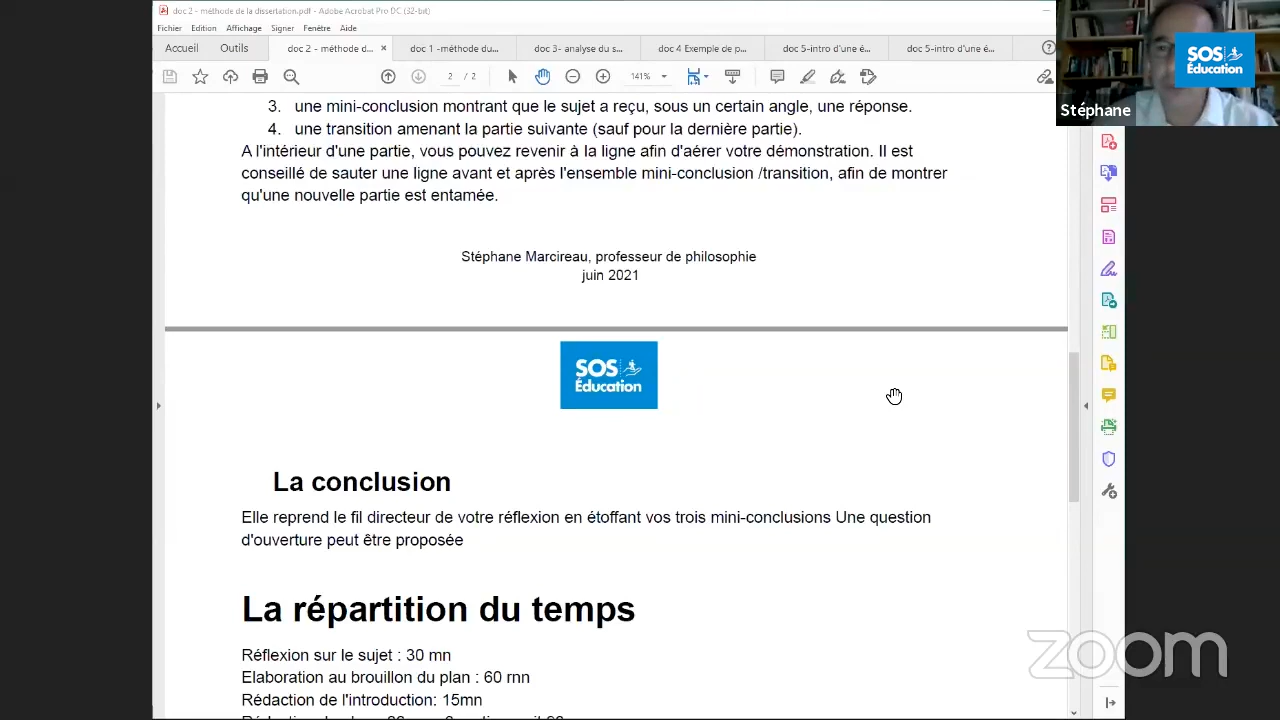 doc 2 - méthode de la dissertation.pdf - Adobe Acrobat Pro DC (32-bit)
Fichier Edition Affichage Signer Fenêtre Aide
Accueil Outils doc 2 - méthode d... × doc 1 -méthode du... doc 3- analyse du s... doc 4 Exemple de p... doc 5-intro d'une é... doc 5-intro d'une é...
2 / 2 141%
SOS
Éducation
Stéphane
3. une mini-conclusion montrant que le sujet a reçu, sous un certain angle, une réponse.
4. une transition amenant la partie suivante (sauf pour la dernière partie).
A l'intérieur d'une partie, vous pouvez revenir à la ligne afin d'aérer votre démonstration. Il est
conseillé de sauter une ligne avant et après l'ensemble mini-conclusion /transition, afin de montrer
qu'une nouvelle partie est entamée.
Stéphane Marcireau, professeur de philosophie
juin 2021
SOS
Éducation
La conclusion
Elle reprend le fil directeur de votre réflexion en étoffant vos trois mini-conclusions Une question
d'ouverture peut être proposée
La répartition du temps
Réflexion sur le sujet : 30 mn
Elaboration au brouillon du plan : 60 rnn
Rédaction de l'introduction: 15mn
zoom